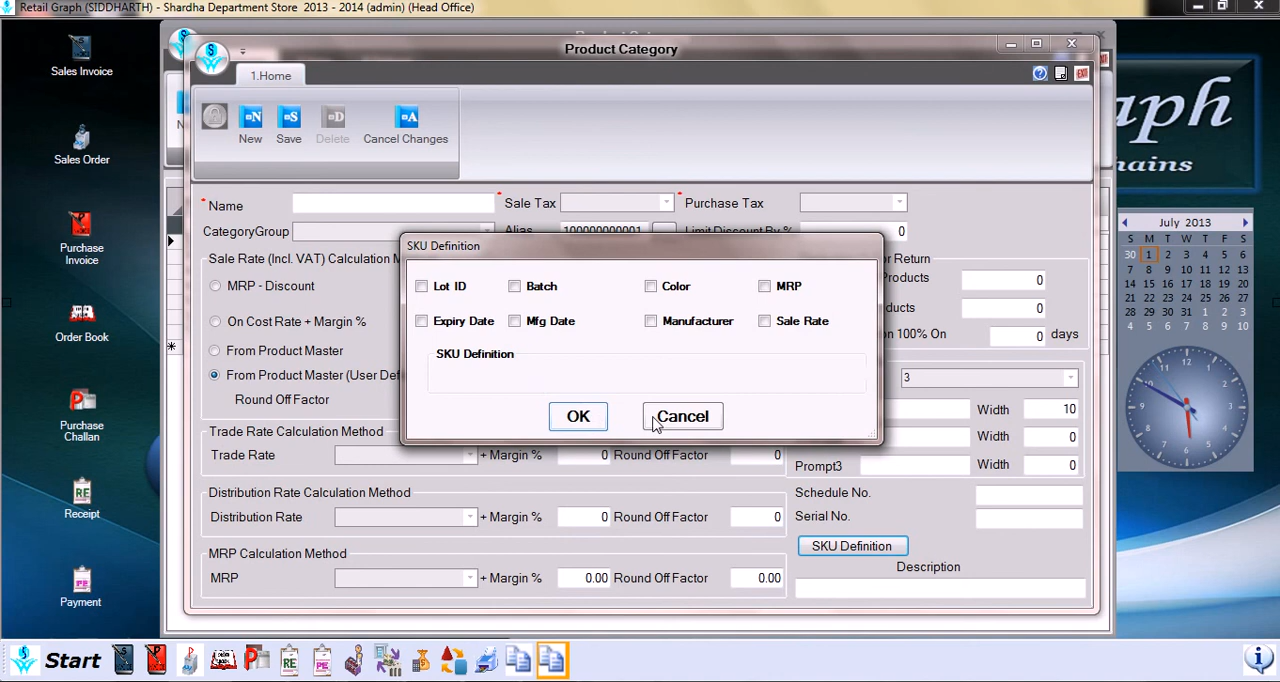 Retail Graph (SIDDHARTH) - Shardha Department Store 2013 - 2014 (admin) (Head Office)
Product Category
1.Home
New Save Delete Cancel Changes
Sales Invoice
Sales Order
Purchase
Invoice
Order Book
Purchase
Challan
Receipt
Payment
* Name * Sale Tax * Purchase Tax
CategoryGroup Alias 100000000001 Limit Discount By % 0
Sale Rate (Incl. VAT) Calculation M
MRP - Discount
On Cost Rate + Margin %
From Product Master
From Product Master (User Def
Round Off Factor
or Return
Products 0
ducts 0
n 100% On 0 days
3
Width 10
Width 0
Prompt3 Width 0
SKU Definition
Lot ID Batch Color MRP
Expiry Date Mfg Date Manufacturer Sale Rate
SKU Definition
OK Cancel
Trade Rate Calculation Method
Trade Rate + Margin % 0 Round Off Factor 0
Distribution Rate Calculation Method
Distribution Rate + Margin % 0 Round Off Factor 0
MRP Calculation Method
MRP + Margin % 0.00 Round Off Factor 0.00
Schedule No.
Serial No.
SKU Definition
Description
aph
hains
July 2013
S M T W T F S
30 1 2 3 4 5 6
7 8 9 10 11 12 13
14 15 16 17 18 19 20
21 22 23 24 25 26 27
28 29 30 31 1 2 3
4 5 6 7 8 9 10
Start